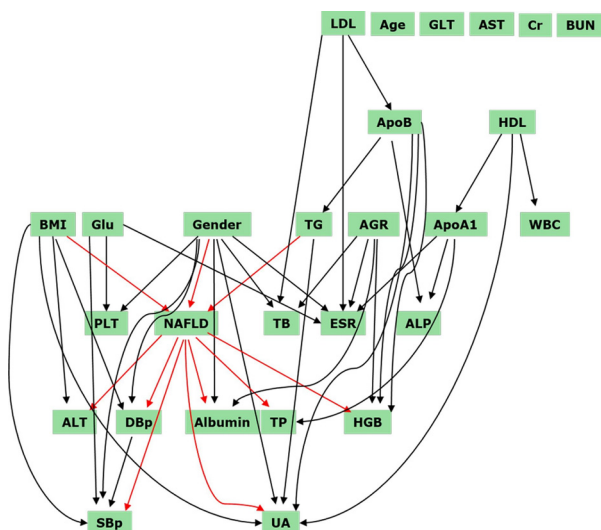 LDL Age GLT AST Cr BUN
ApoB HDL
BMI Glu Gender TG AGR ApoA1 WBC
PLT NAFLD TB ESR ALP
ALT DBp Albumin TP HGB
SBp UA